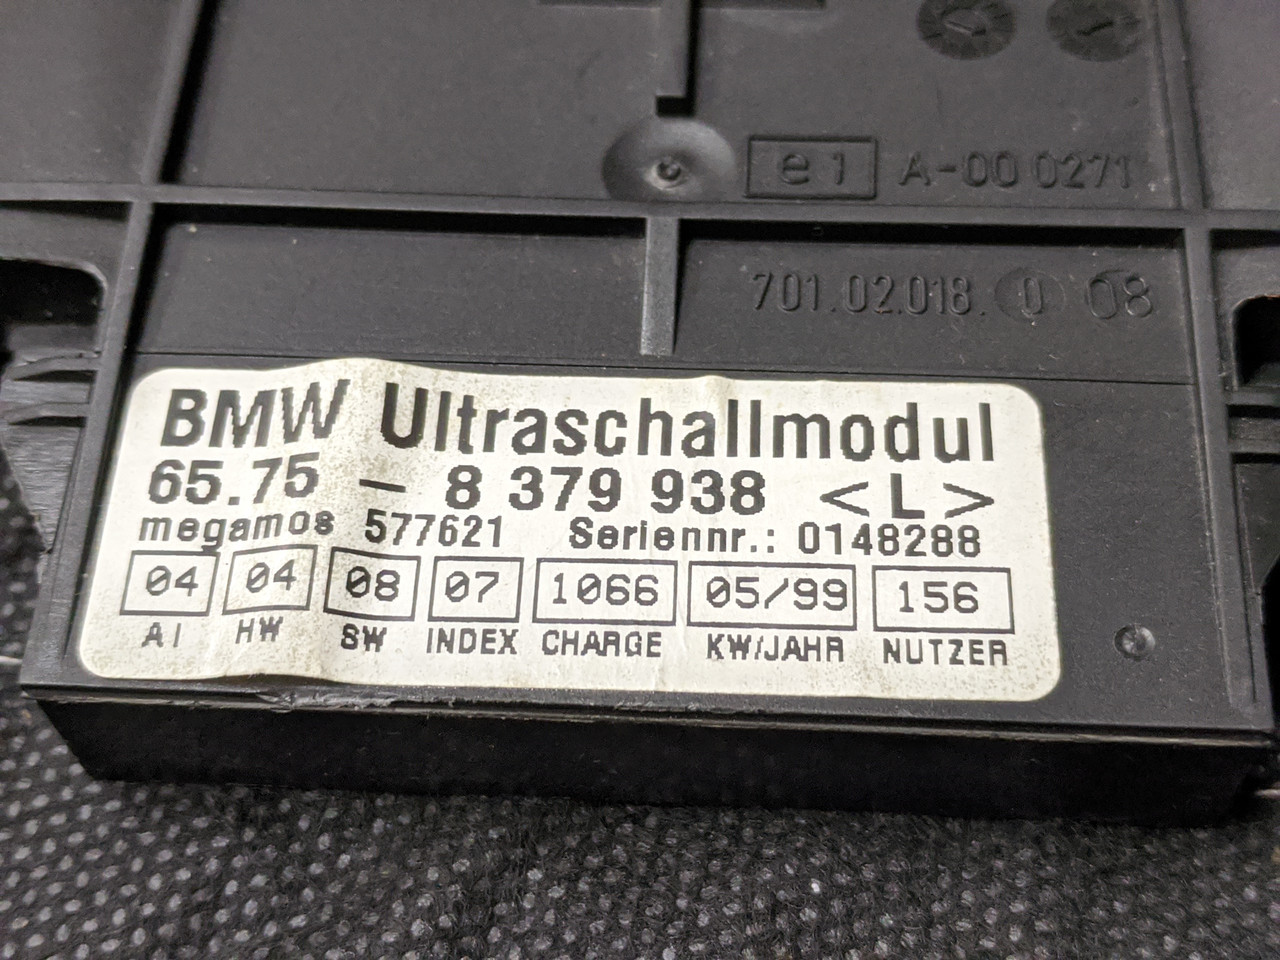 e1 A-00 0271
701.02.018. 0 08
BMW Ultraschallmodul
65.75 - 8 379 938 <L>
megamos 577621 Seriennr.: 0148288
04 04 08 07 1066 05/99 156
AI HW SW INDEX CHARGE KW/JAHR NUTZER